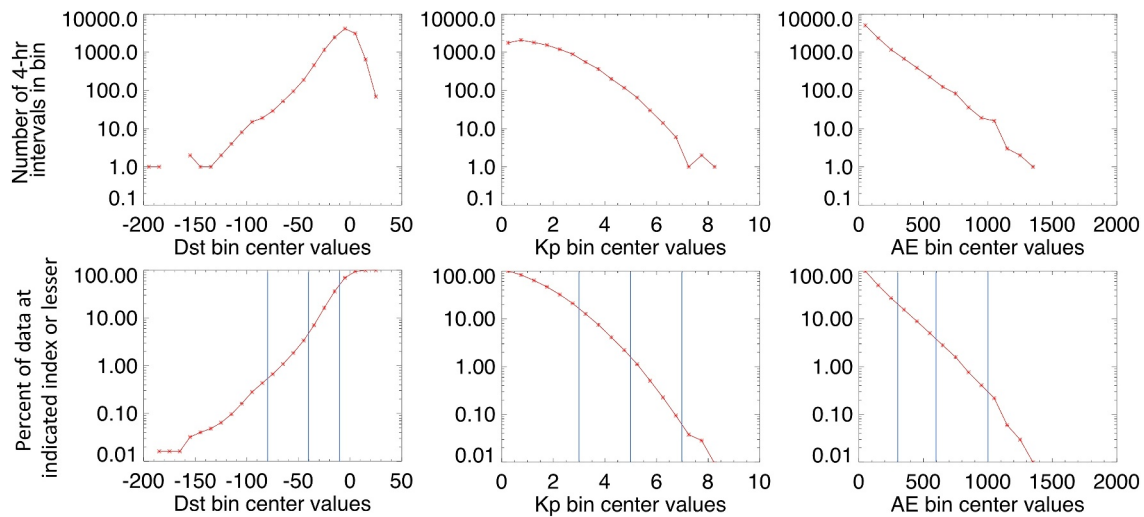 Number of 4-hr
intervals in bin
10000.0
1000.0
100.0
10.0
1.0
0.1
-200 -150 -100 -50 0 50
Dst bin center values
10000.0
1000.0
100.0
10.0
1.0
0.1
0 2 4 6 8 10
Kp bin center values
10000.0
1000.0
100.0
10.0
1.0
0.1
0 500 1000 1500 2000
AE bin center values
Percent of data at
indicated index or lesser
100.00
10.00
1.00
0.10
0.01
-200 -150 -100 -50 0 50
Dst bin center values
100.00
10.00
1.00
0.10
0.01
0 2 4 6 8 10
Kp bin center values
100.00
10.00
1.00
0.10
0.01
0 500 1000 1500 2000
AE bin center values